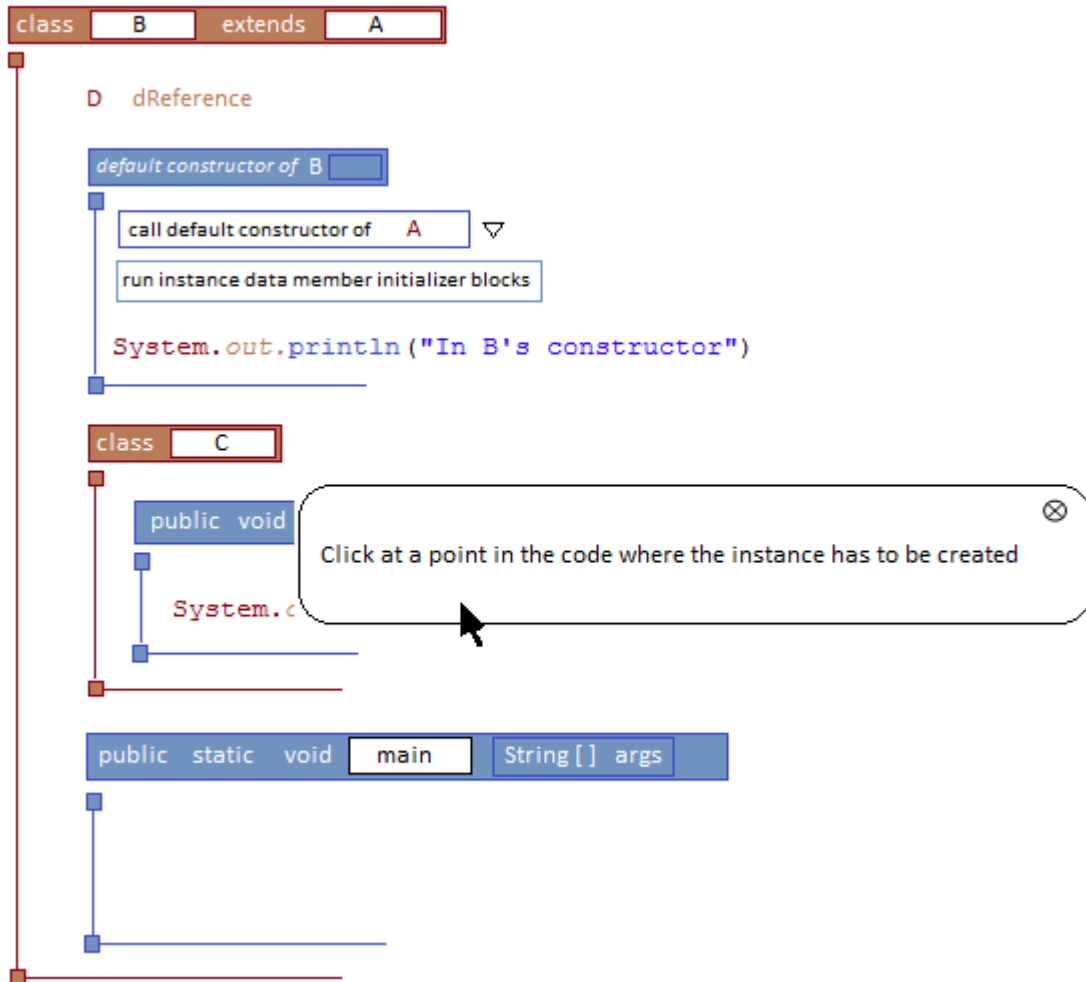 class B extends A
D dReference
default constructor of B
call default constructor of A
run instance data member initializer blocks
System.out.println("In B's constructor")
class C
public void
Click at a point in the code where the instance has to be created
System.
public static void main String[] args